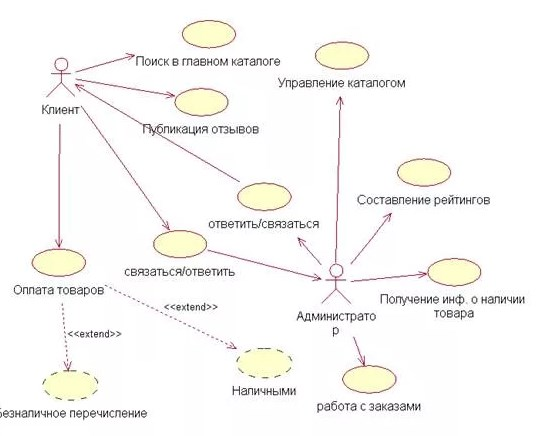 Поиск в главном каталоге
Управление каталогом
Клиент
Публикация отзывов
Составление рейтингов
ответить/связаться
связаться/ответить
Оплата товаров
Получение инф. о наличии
товара
Администрато
р
<<extend>>
<<extend>>
Наличными
работа с заказами
Безналичное перечисление